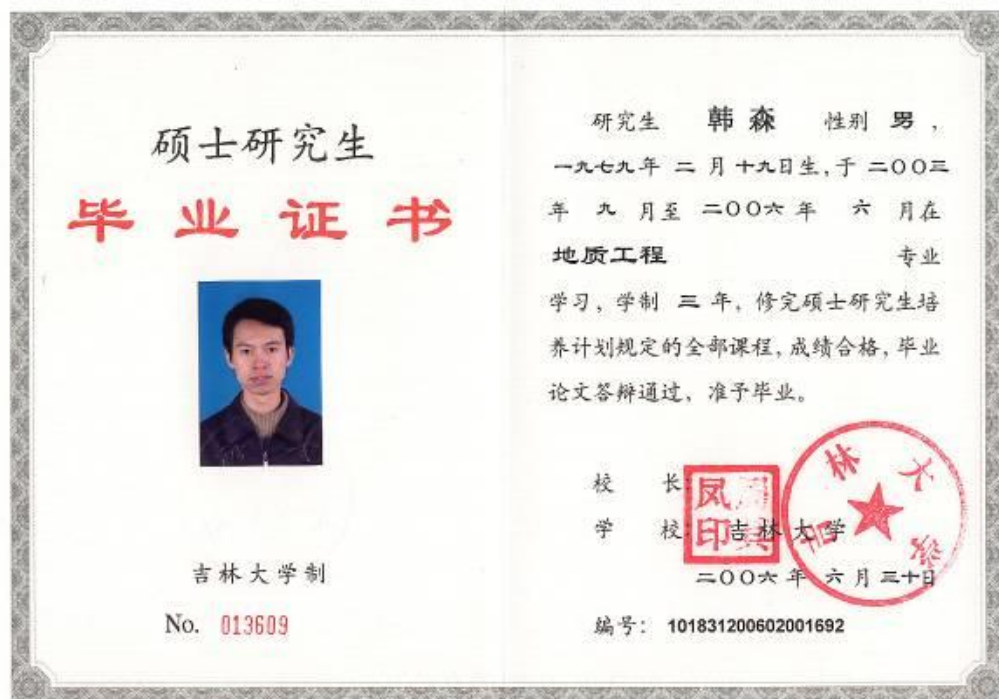 硕士研究生
毕业证书
吉林大学制
No. 013609
研究生 韩森 性别 男，
一九七九年 二 月 十九日生，于 二〇〇三
年 九 月至 二〇〇六 年 六 月在
地质工程 专业
学习，学制 三 年，修完硕士研究生培
养计划规定的全部课程，成绩合格，毕业
论文答辩通过，准予毕业。
校 长：
凤
印
学 校：吉林大学
吉林大学
二〇〇六 年 六 月 三十日
编号： 101831200602001692